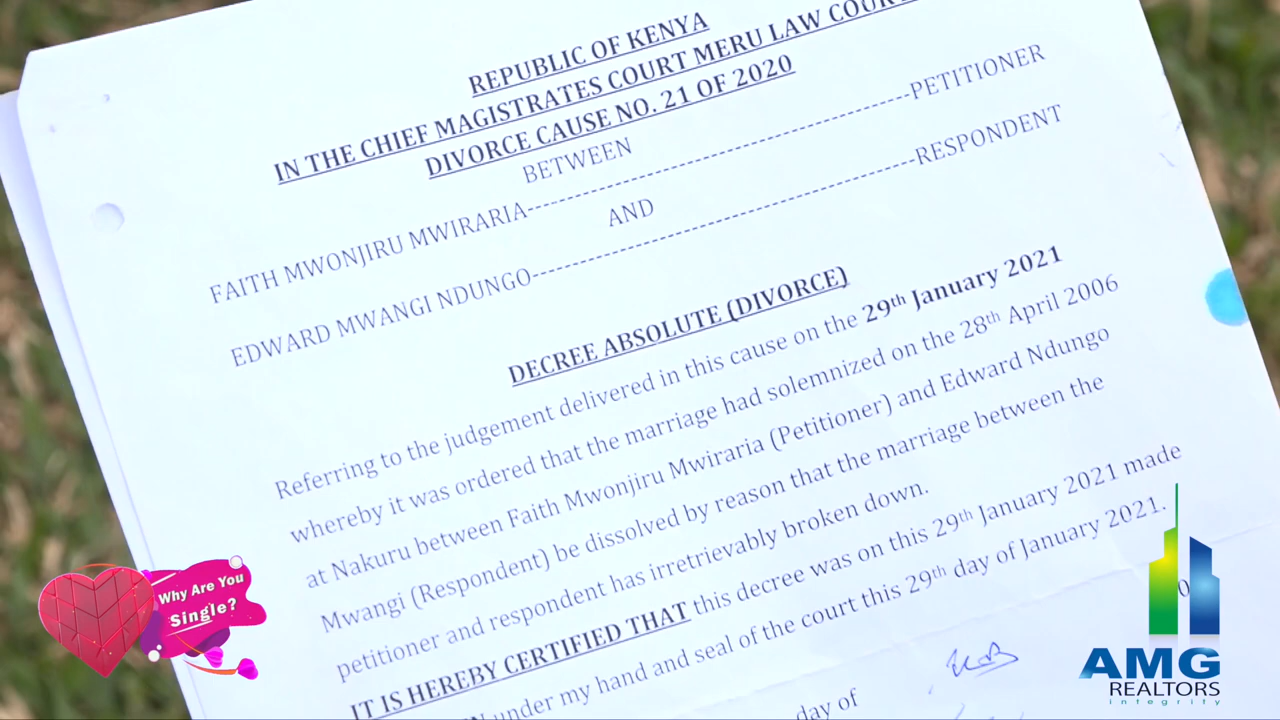 REPUBLIC OF KENYA
IN THE CHIEF MAGISTRATES COURT MERU LAW COUR
DIVORCE CAUSE NO. 21 OF 2020
BETWEEN
FAITH MWONJIRU MWIRARIA--------------------------------------------------PETITIONER
AND
EDWARD MWANGI NDUNGO--------------------------------------------------RESPONDENT
DECREE ABSOLUTE (DIVORCE)
Referring to the judgement delivered in this cause on the 29th January 2021
whereby it was ordered that the marriage had solemnized on the 28th April 2006
at Nakuru between Faith Mwonjiru Mwiraria (Petitioner) and Edward Ndungo
Mwangi (Respondent) be dissolved by reason that the marriage between the
petitioner and respondent has irretrievably broken down.
IT IS HEREBY CERTIFIED THAT this decree was on this 29th January 2021 made
under my hand and seal of the court this 29th day of January 2021.
day of
Why Are You
Single?
AMG
REALTORS
integrity